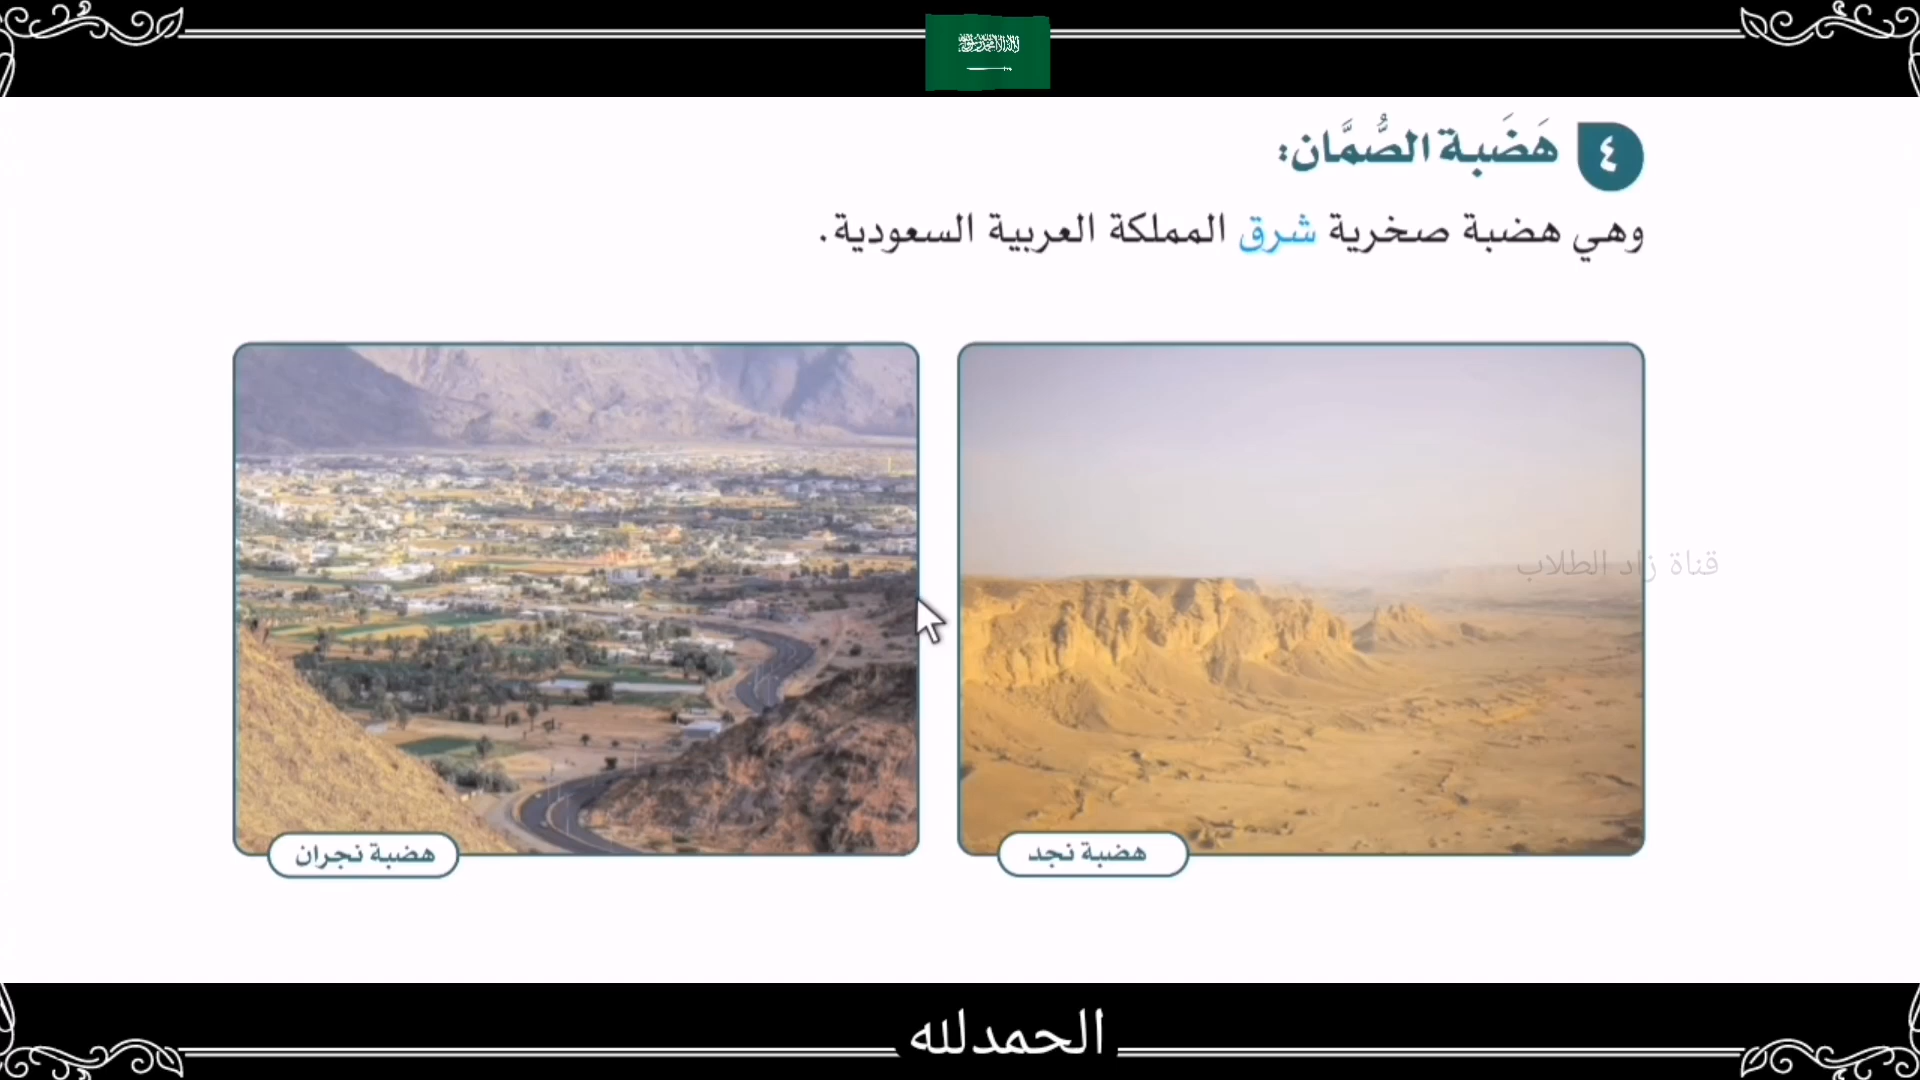 ٤ هَضَبة الصُّمَّان:
وهي هضبة صخرية شرق المملكة العربية السعودية.
قناة زاد الطلاب
هضبة نجد
هضبة نجران
الحمدلله